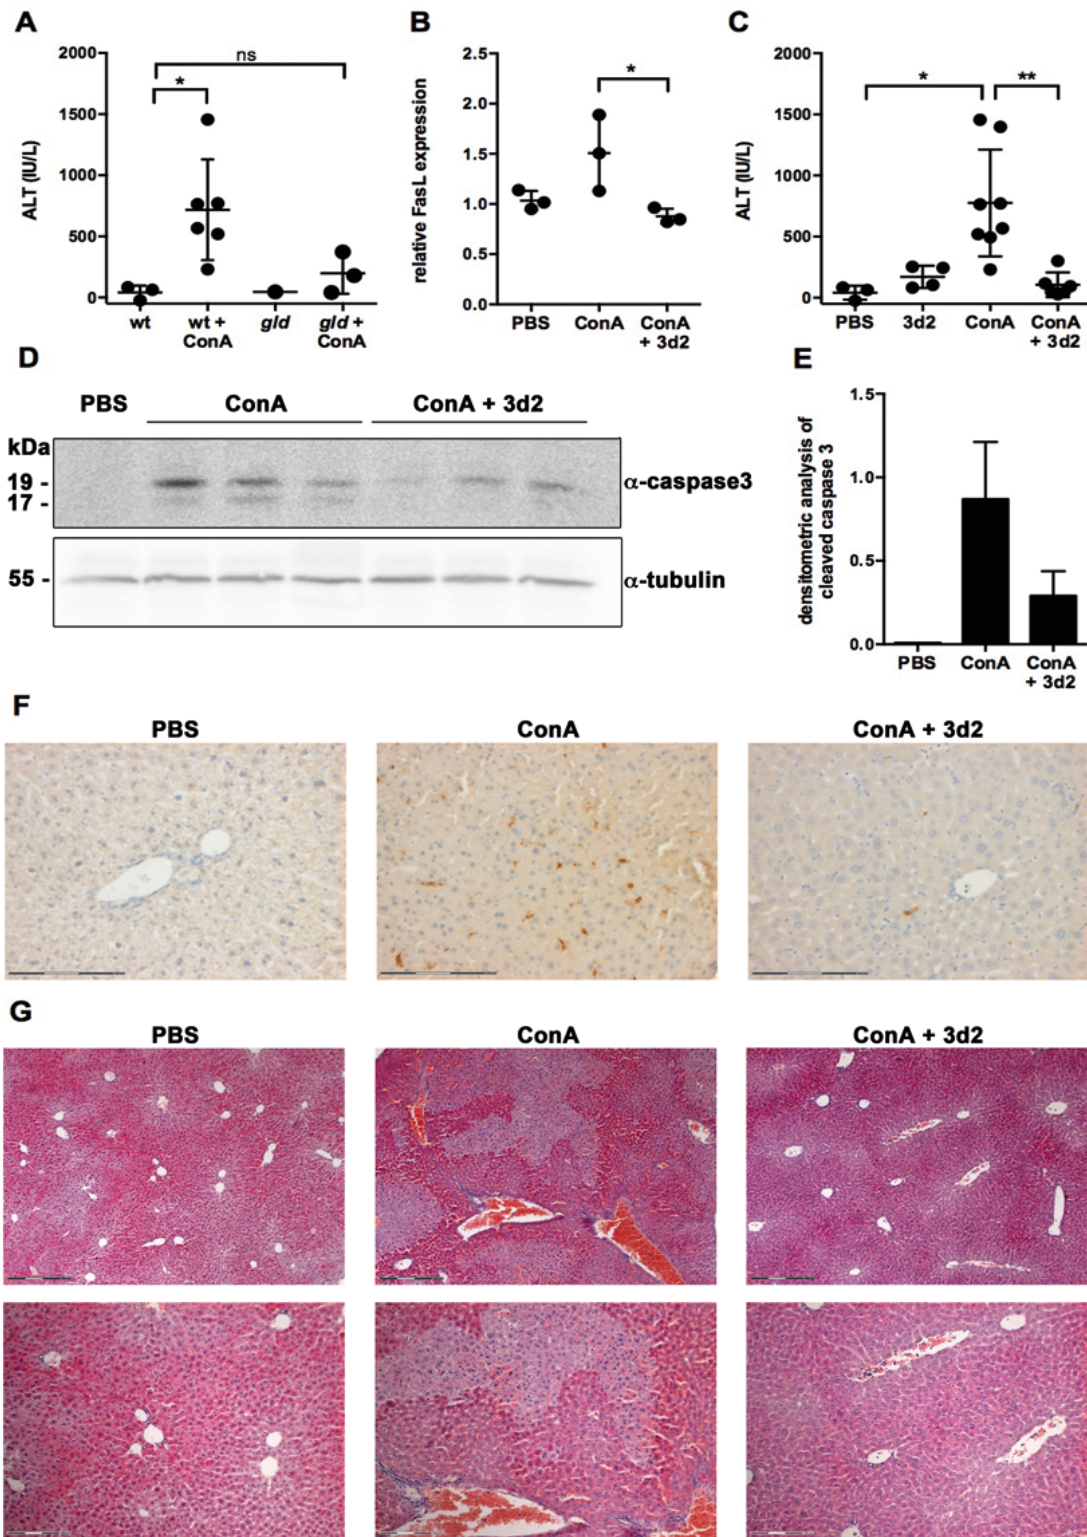 A
2000
1500
1000
500
0
ALT (IU/L)
*
ns
wt
wt +
ConA
gld
gld +
ConA
B
2.5
2.0
1.5
1.0
0.5
0.0
relative FasL expression
*
PBS
ConA
ConA
+ 3d2
C
2000
1500
1000
500
0
ALT (IU/L)
*
**
PBS
3d2
ConA
ConA
+ 3d2
D
PBS
ConA
ConA + 3d2
kDa
19 -
17 -
α-caspase3
55 -
α-tubulin
E
1.5
1.0
0.5
0.0
densitometric analysis of
cleaved caspase 3
PBS
ConA
ConA
+ 3d2
F
PBS
ConA
ConA + 3d2
G
PBS
ConA
ConA + 3d2